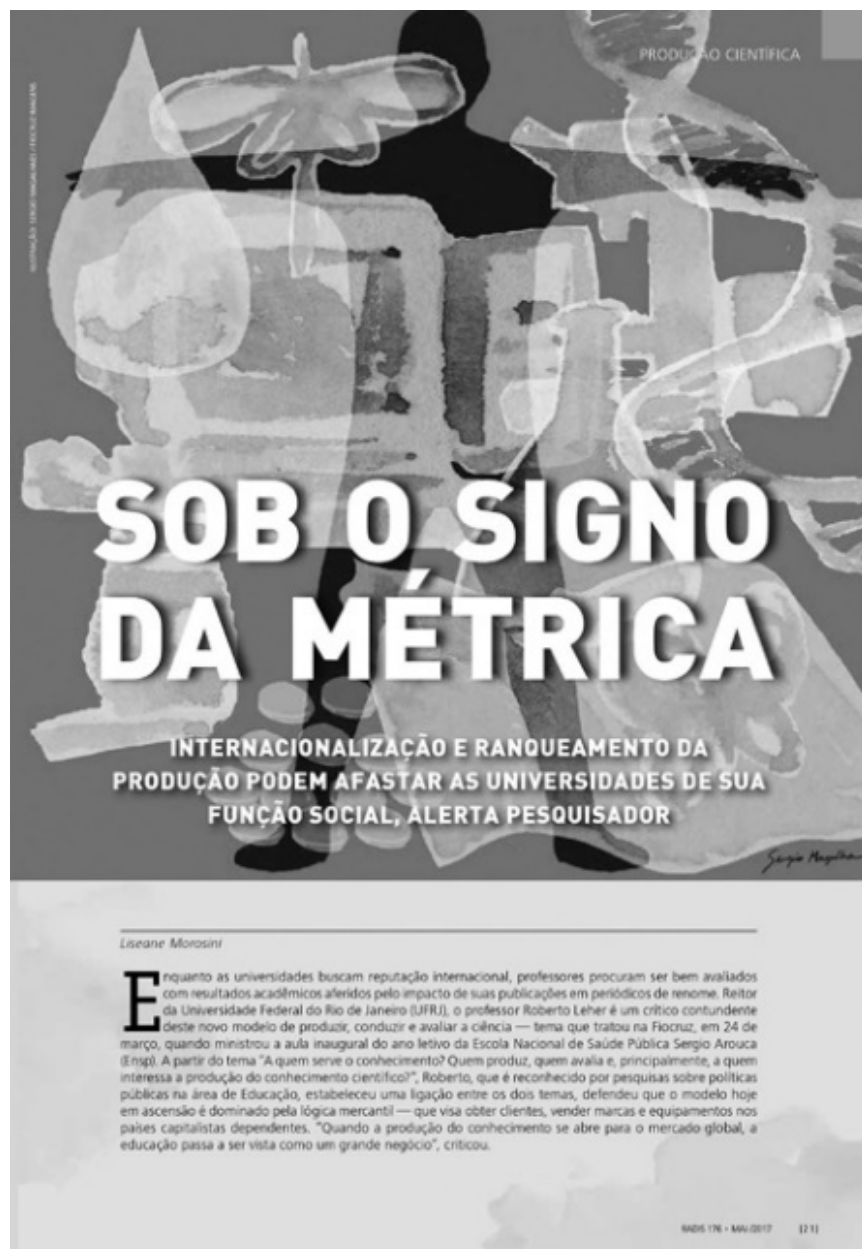 PRODUÇÃO CIENTÍFICA
ILUSTRAÇÃO: SERGIO MAGALHÃES / FIOCRUZ IMAGENS
SOB O SIGNO
DA MÉTRICA
INTERNACIONALIZAÇÃO E RANQUEAMENTO DA
PRODUÇÃO PODEM AFASTAR AS UNIVERSIDADES DE SUA
FUNÇÃO SOCIAL, ALERTA PESQUISADOR
Liseane Morosini
Enquanto as universidades buscam reputação internacional, professores procuram ser bem avaliados
com resultados acadêmicos aferidos pelo impacto de suas publicações em periódicos de renome. Reitor
da Universidade Federal do Rio de Janeiro (UFRJ), o professor Roberto Leher é um crítico contundente
deste novo modelo de produzir, conduzir e avaliar a ciência — tema que tratou na Fiocruz, em 24 de
março, quando ministrou a aula inaugural do ano letivo da Escola Nacional de Saúde Pública Sergio Arouca
(Ensp). A partir do tema "A quem serve o conhecimento? Quem produz, quem avalia e, principalmente, a quem
interessa a produção do conhecimento científico?", Roberto, que é reconhecido por pesquisas sobre políticas
públicas na área de Educação, estabeleceu uma ligação entre os dois temas, defendeu que o modelo hoje
em ascensão é dominado pela lógica mercantil — que visa obter clientes, vender marcas e equipamentos nos
países capitalistas dependentes. "Quando a produção do conhecimento se abre para o mercado global, a
educação passa a ser vista como um grande negócio", criticou.
RADIS 176 • MAI/2017 [21]